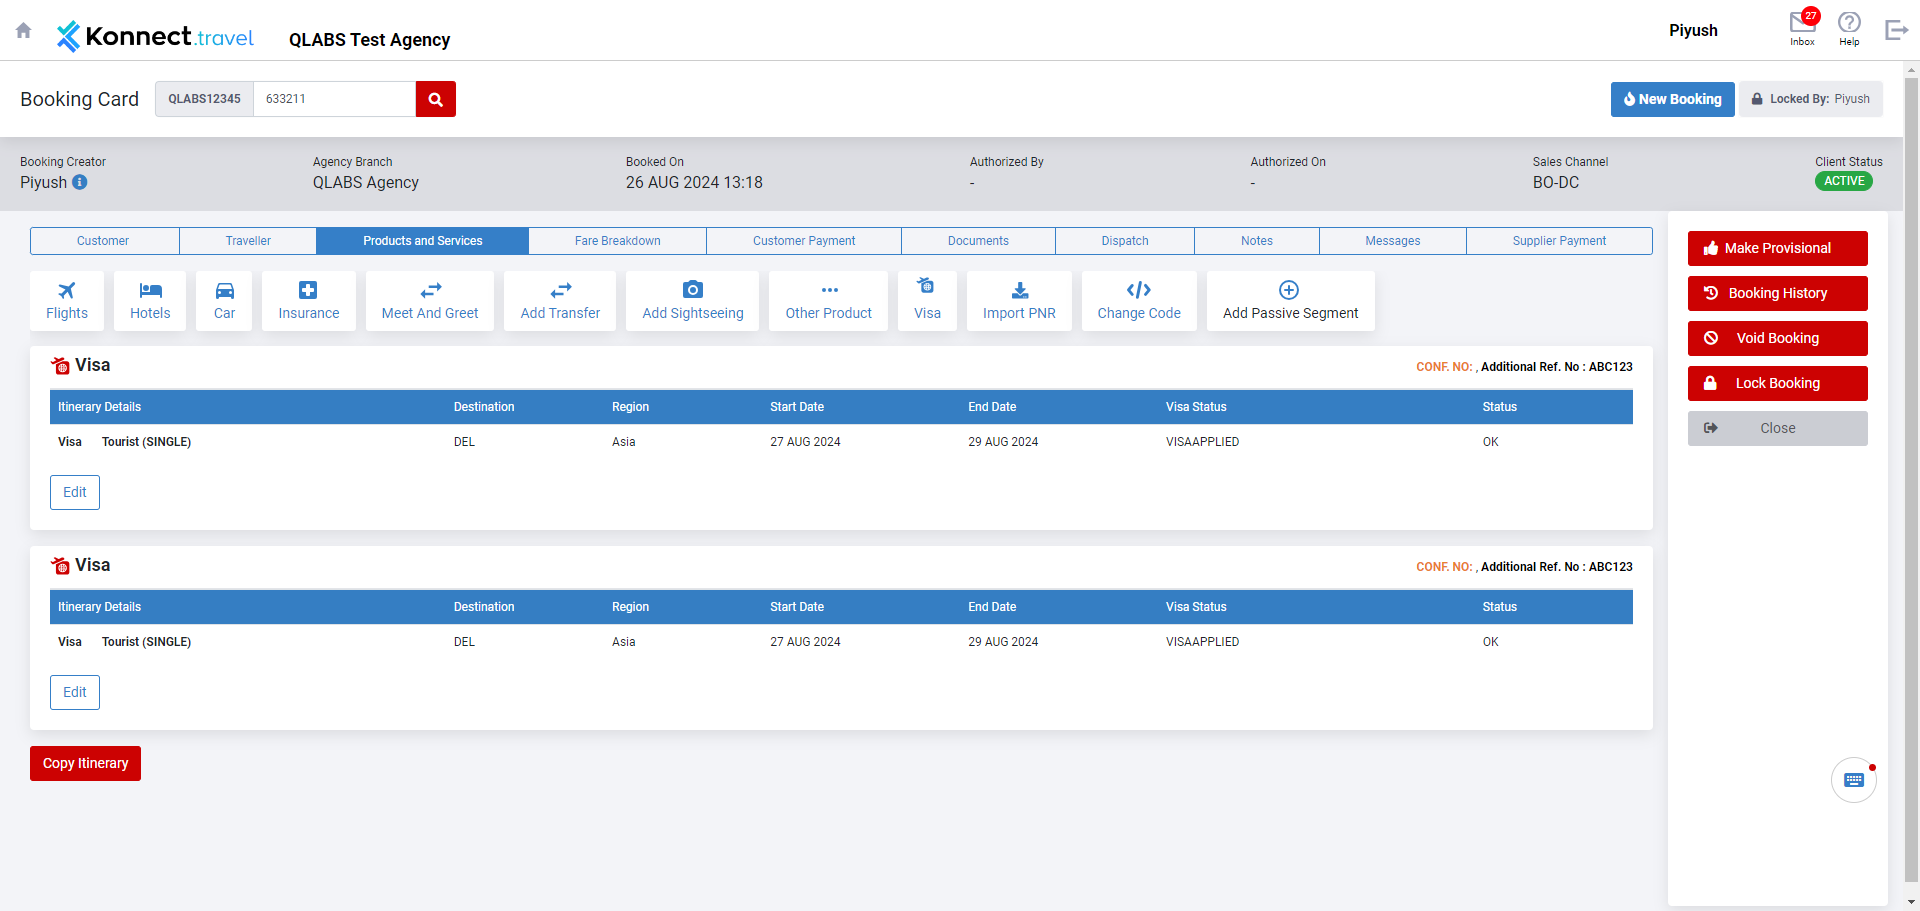 Konnect.travel QLABS Test Agency Piyush 27 Inbox Help
Booking Card QLABS12345 633211 New Booking Locked By: Piyush
Booking Creator Agency Branch Booked On Authorized By Authorized On Sales Channel Client Status
Piyush QLABS Agency 26 AUG 2024 13:18 - - BO-DC ACTIVE
Customer Traveller Products and Services Fare Breakdown Customer Payment Documents Dispatch Notes Messages Supplier Payment
Flights Hotels Car Insurance Meet And Greet Add Transfer Add Sightseeing Other Product Visa Import PNR Change Code Add Passive Segment
Make Provisional
Booking History
Void Booking
Lock Booking
Close
Visa CONF. NO: , Additional Ref. No : ABC123
Itinerary Details Destination Region Start Date End Date Visa Status Status
Visa Tourist (SINGLE) DEL Asia 27 AUG 2024 29 AUG 2024 VISAAPPLIED OK
Edit
Visa CONF. NO: , Additional Ref. No : ABC123
Itinerary Details Destination Region Start Date End Date Visa Status Status
Visa Tourist (SINGLE) DEL Asia 27 AUG 2024 29 AUG 2024 VISAAPPLIED OK
Edit
Copy Itinerary